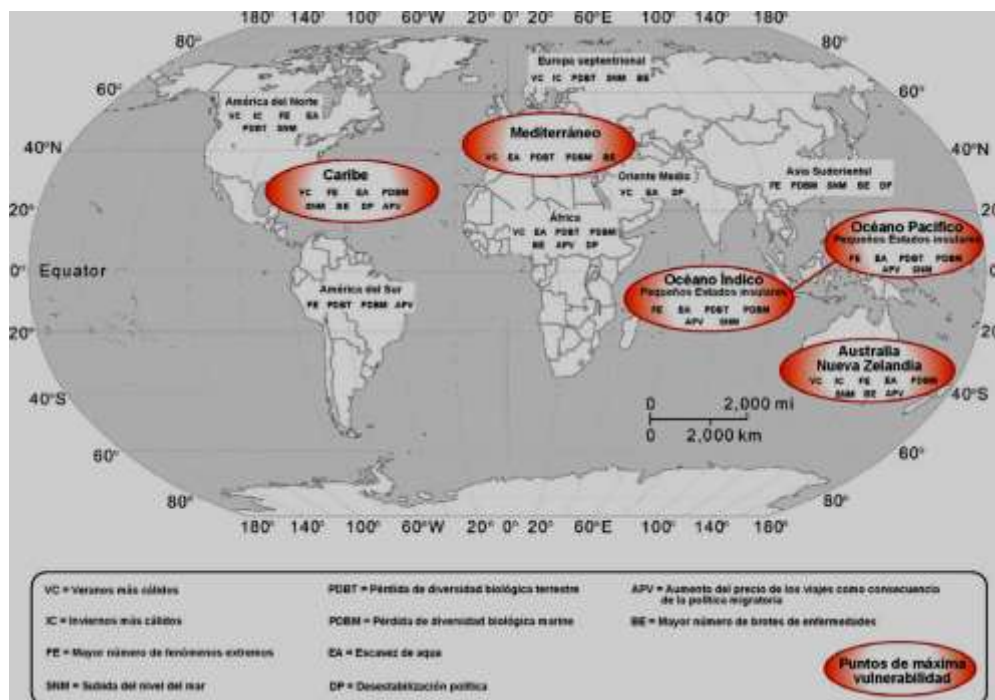 180° 140° 100° 60°W 20° 0° 20° 60°E 100° 140° 180°
80° 80°
Europa septentrional
VC IC PDBT SNM BE
60° 60°
América del Norte
VC IC FE EA
PDBT SNM
Mediterráneo
VC EA PDBT PDBM BE
40°N 40°N
Caribe
VC FE EA PDBM
SNM BE DP APV
Oriente Medio
VC EA DP
Asia Sudoriental
FE PDBM SNM BE DP
20° 20°
África
VC EA PDBT PDBM
BE APV DP
Océano Pacífico
Pequeños Estados insulares
FE EA PDBT PDBM
APV SNM
Equator
0° 0°
Océano Índico
Pequeños Estados insulares
FE EA PDBT PDBM
APV SNM
América del Sur
FE PDBT PDBM APV
20° 20°
Australia
Nueva Zelandia
VC IC FE EA PDBM
SNM BE APV
40°S 40°S
0 2,000 mi
0 2,000 km
60° 60°
80° 80°
180° 140° 100° 60°W 20° 0° 20° 60°E 100° 140° 180°
VC = Veranos más cálidos
IC = Inviernos más cálidos
FE = Mayor número de fenómenos extremos
SNM = Subida del nivel del mar
PDBT = Pérdida de diversidad biológica terrestre
PDBM = Pérdida de diversidad biológica marine
EA = Escavez de aqua
DP = Desestabilización política
APV = Aumento del precio de los viajes como consecuencia
de la política migratoria
BE = Mayor número de brotes de enfermedades
Puntos de máxima
vulnerabilidad